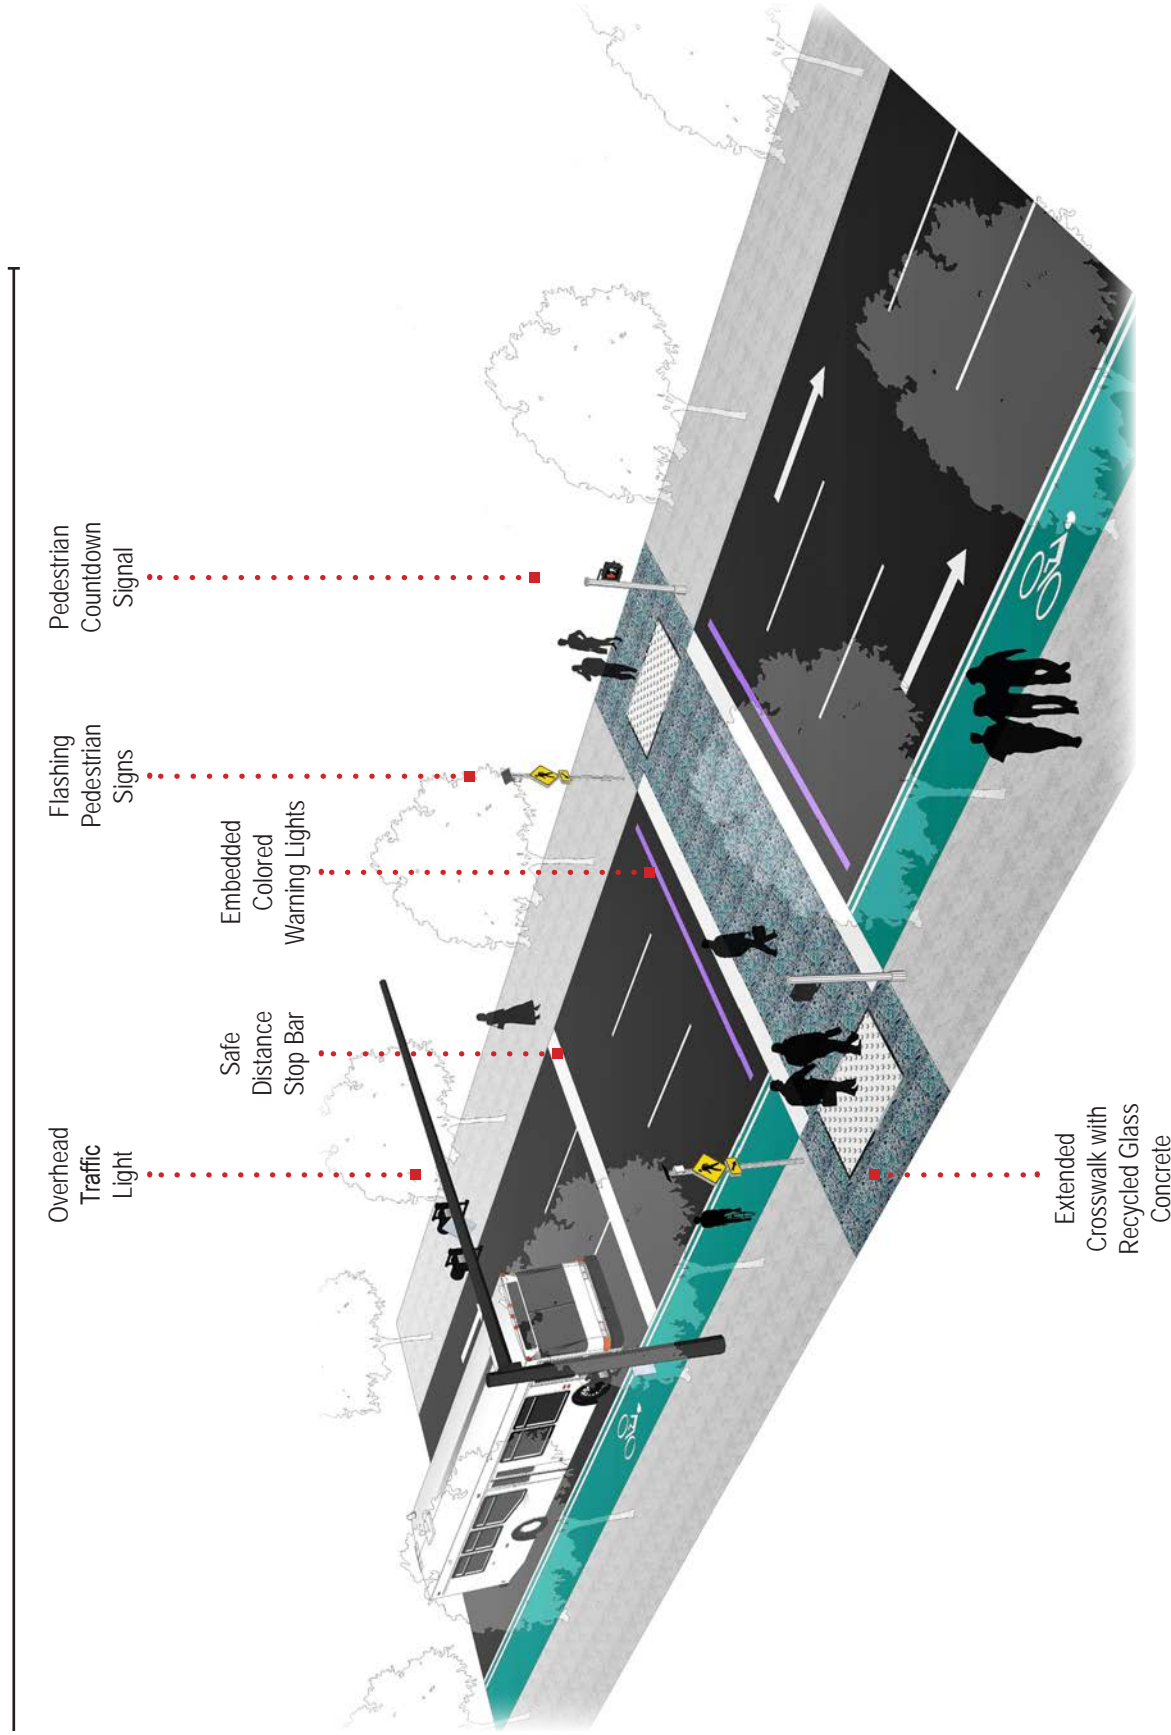 Overhead
Traffic
Light
Safe
Distance
Stop Bar
Embedded
Colored
Warning Lights
Flashing
Pedestrian
Signs
Pedestrian
Countdown
Signal
Extended
Crosswalk with
Recycled Glass
Concrete